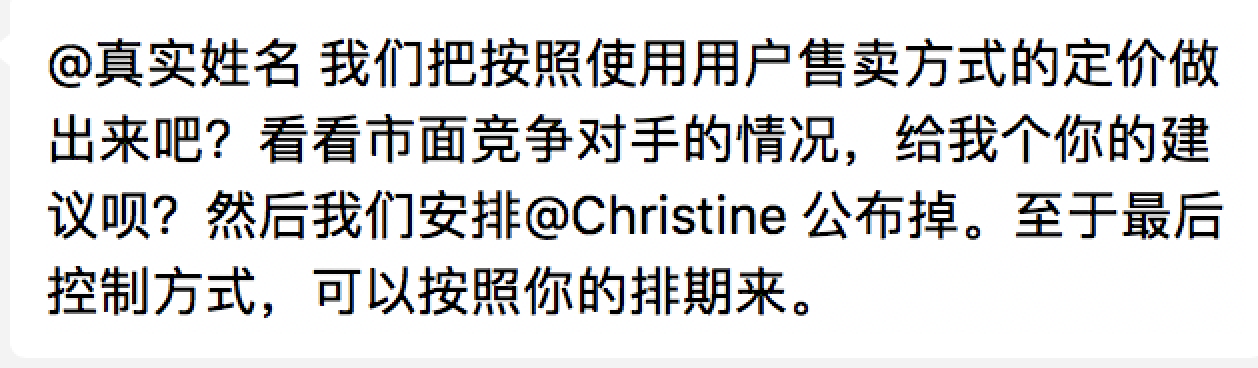 @真实姓名 我们把按照使用用户售卖方式的定价做
出来吧？看看市面竞争对手的情况，给我个你的建
议呗？然后我们安排@Christine 公布掉。至于最后
控制方式，可以按照你的排期来。